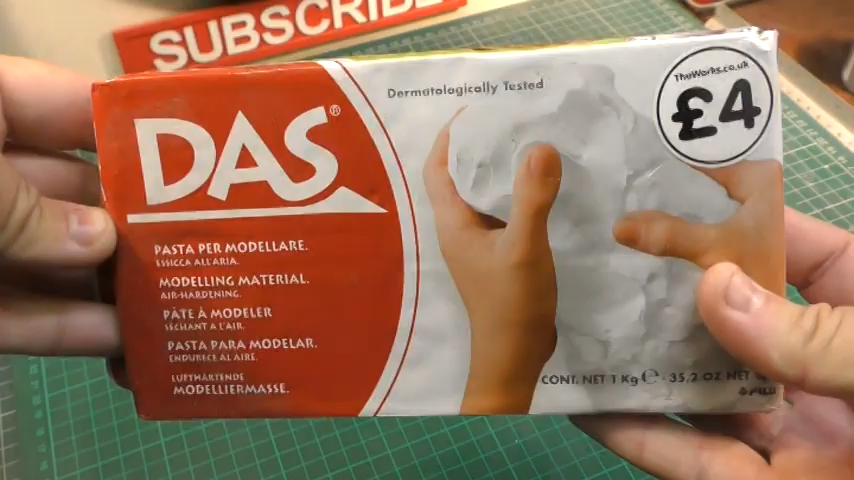 SUBSCRIBE
DAS®
PASTA PER MODELLARE.
ESSICCA ALL'ARIA.
MODELLING MATERIAL.
AIR-HARDENING.
PÂTE À MODELER
SÉCHANT A L'AIR.
PASTA PARA MODELAR.
ENDURECE AL AIRE.
LUFTHÄRTENDE
MODELLIERMASSE.
Dermatologically Tested
TheWorks.co.uk
£4
CONT. NET 1 Kg ℮ - 35,2 OZ NET